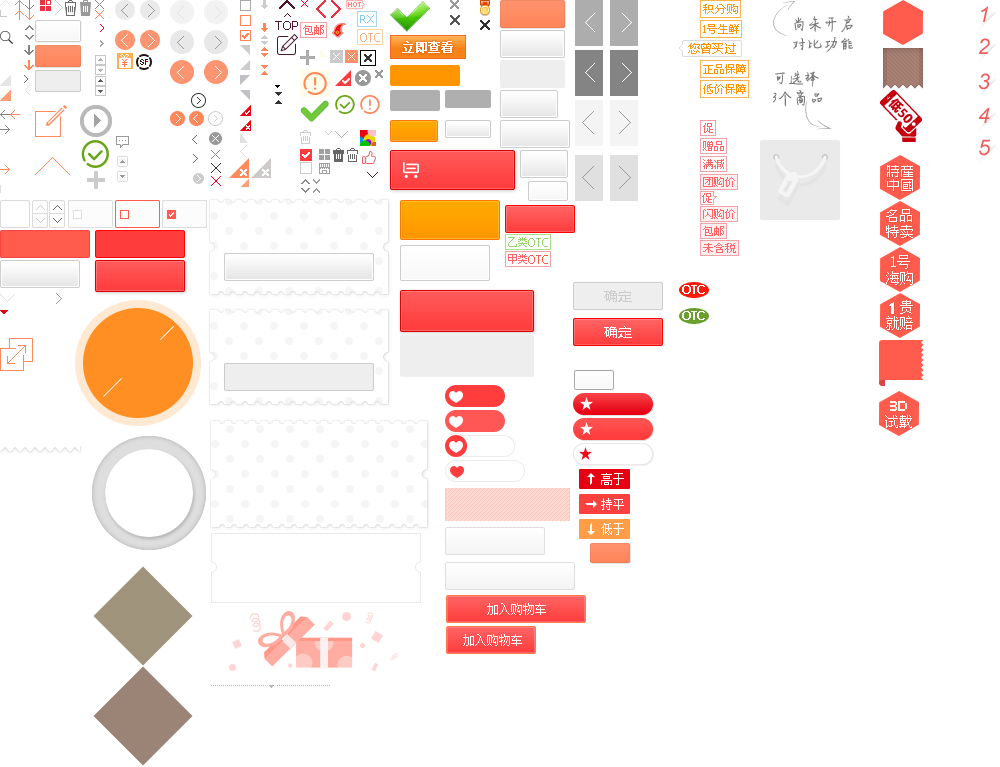 HOT
TOP
包邮
RX
OTC
SF
立即查看
积分购
1号生鲜
您曾买过
正品保障
低价保障
促
赠品
满减
团购价
促
闪购价
包邮
未含税
尚未开启
对比功能
可选择
3个商品
低50
1
2
3
4
5
特産
中國
名品
特卖
1号
海购
1贵
就赔
3D
试戴
乙类OTC
甲类OTC
确定
OTC
确定
OTC
高于
持平
低于
加入购物车
加入购物车